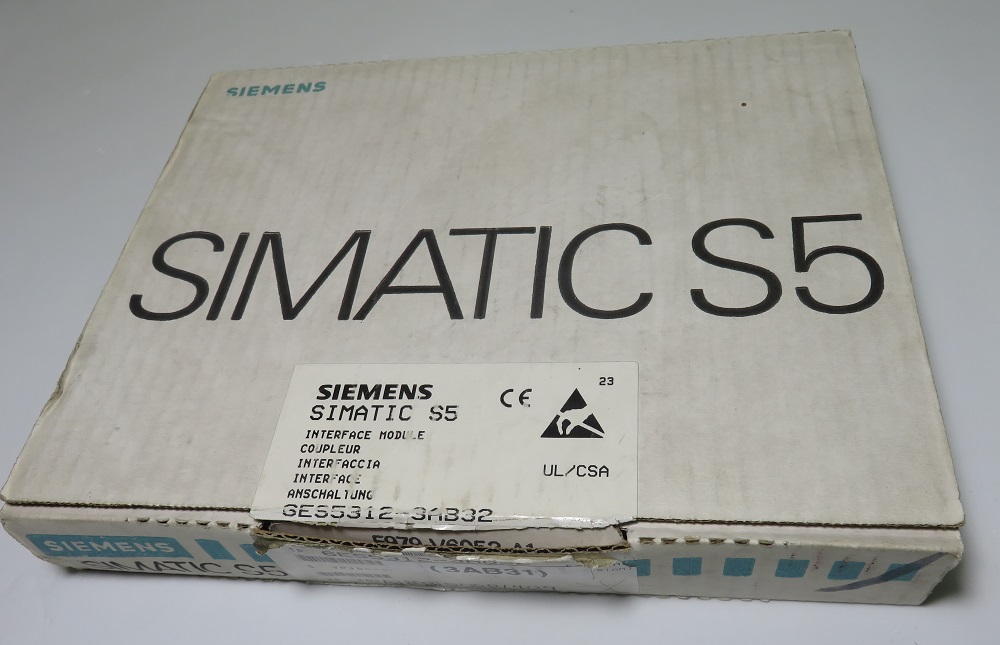 SIEMENS
SIMATIC S5
SIEMENS
SIMATIC S5
INTERFACE MODULE
COUPLEUR
INTERFACCIA
INTERFACE
ANSCHALTUNG
6ES5312-3AB32
CE
23
UL/CSA
SIEMENS
SIMATIC S5
(3AB31)